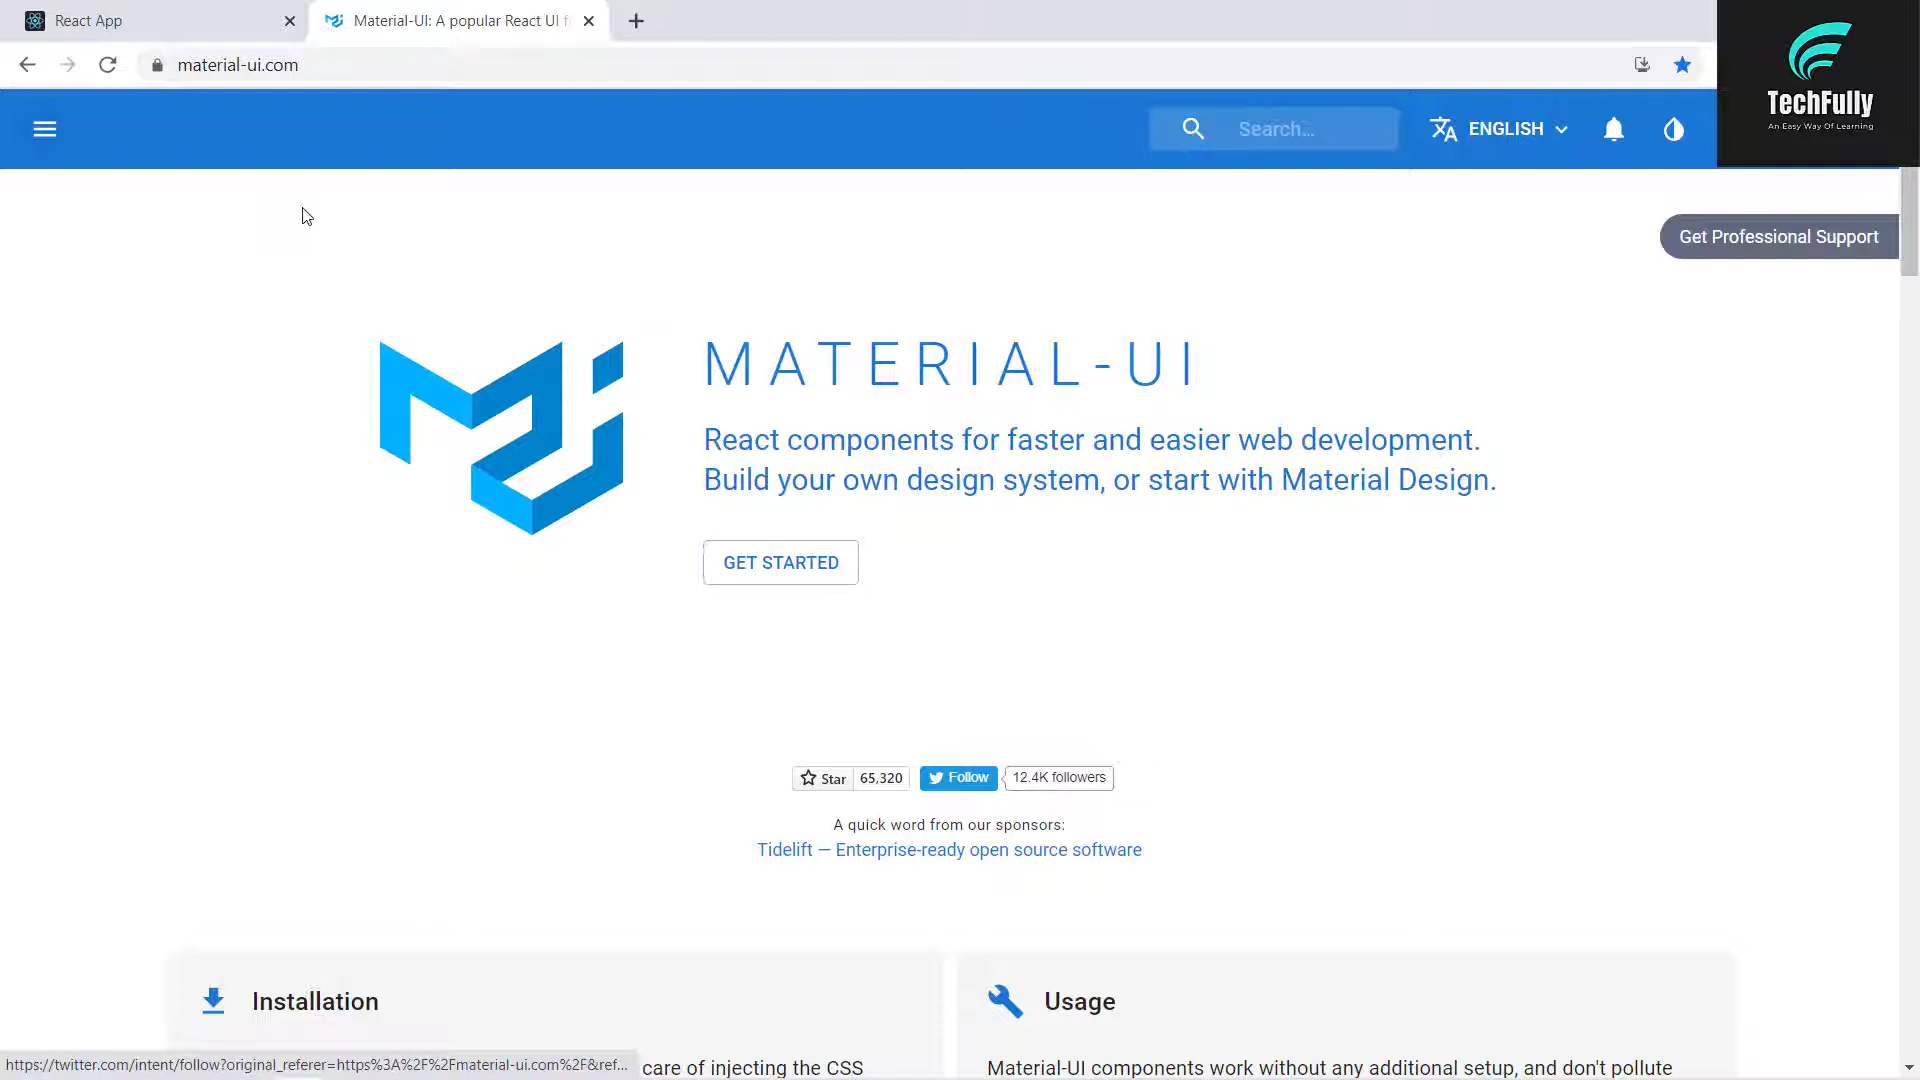 React App
Material-UI: A popular React UI f
material-ui.com
TechFully
An Easy Way Of Learning
Search...
ENGLISH
Get Professional Support
MATERIAL-UI
React components for faster and easier web development.
Build your own design system, or start with Material Design.
GET STARTED
Star 65,320 Follow 12.4K followers
A quick word from our sponsors:
Tidelift — Enterprise-ready open source software
Installation
Usage
https://twitter.com/intent/follow?original_referer=https%3A%2F%2Fmaterial-ui.com%2F&ref...
care of injecting the CSS
Material-UI components work without any additional setup, and don't pollute